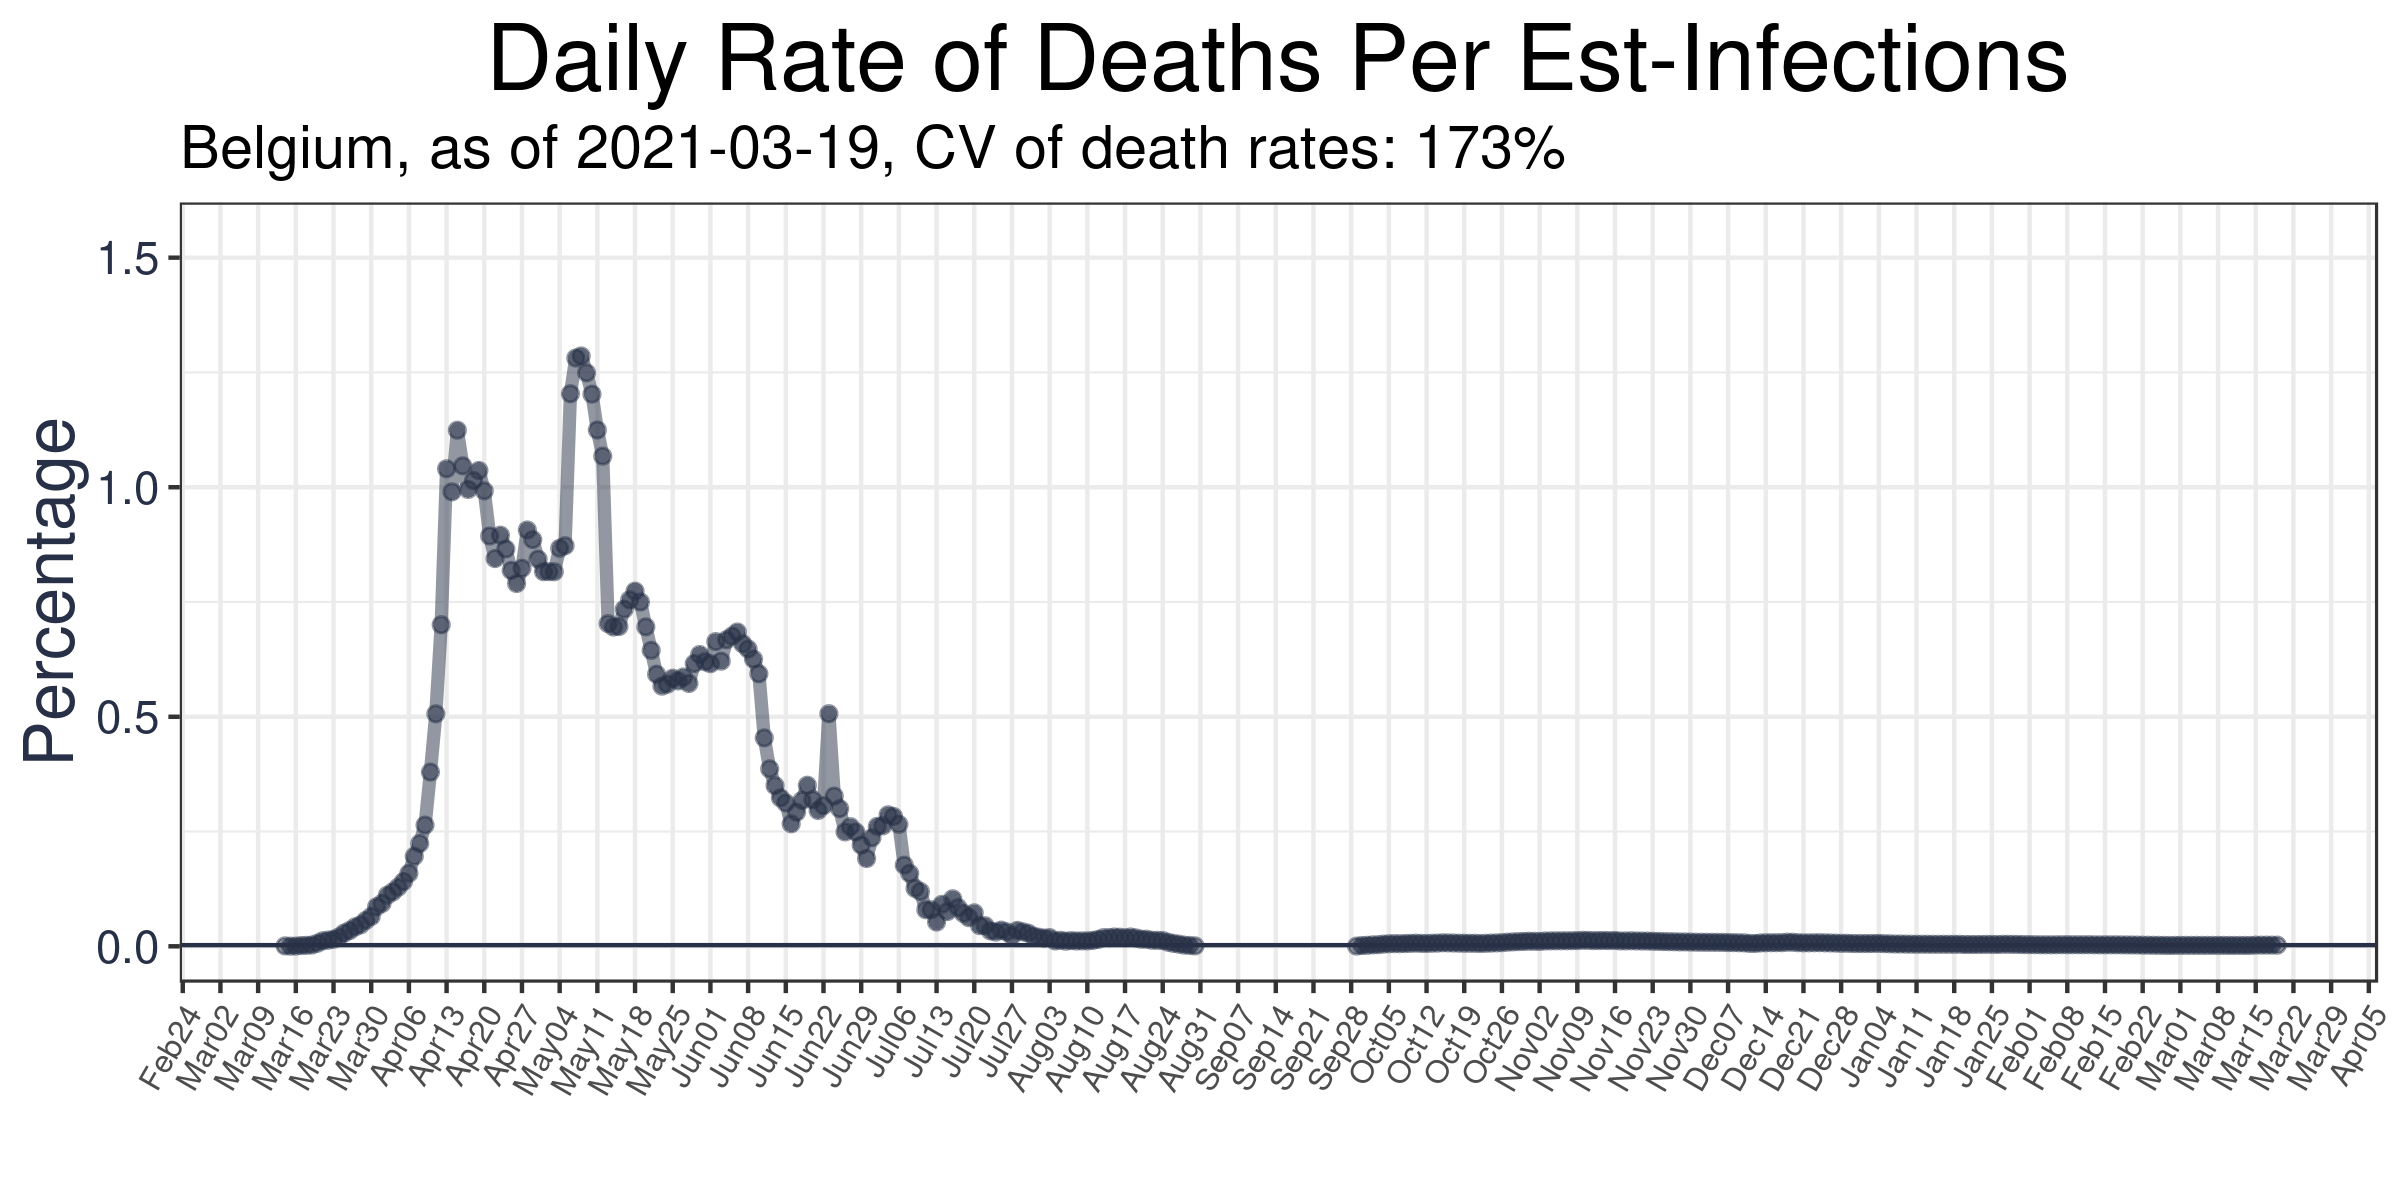 Daily Rate of Deaths Per Est-Infections
Belgium, as of 2021-03-19, CV of death rates: 173%
Percentage
1.5
1.0
0.5
0.0
Feb24
Mar02
Mar09
Mar16
Mar23
Mar30
Apr06
Apr13
Apr20
Apr27
May04
May11
May18
May25
Jun01
Jun08
Jun15
Jun22
Jun29
Jul06
Jul13
Jul20
Jul27
Aug03
Aug10
Aug17
Aug24
Aug31
Sep07
Sep14
Sep21
Sep28
Oct05
Oct12
Oct19
Oct26
Nov02
Nov09
Nov16
Nov23
Nov30
Dec07
Dec14
Dec21
Dec28
Jan04
Jan11
Jan18
Jan25
Feb01
Feb08
Feb15
Feb22
Mar01
Mar08
Mar15
Mar22
Mar29
Apr05